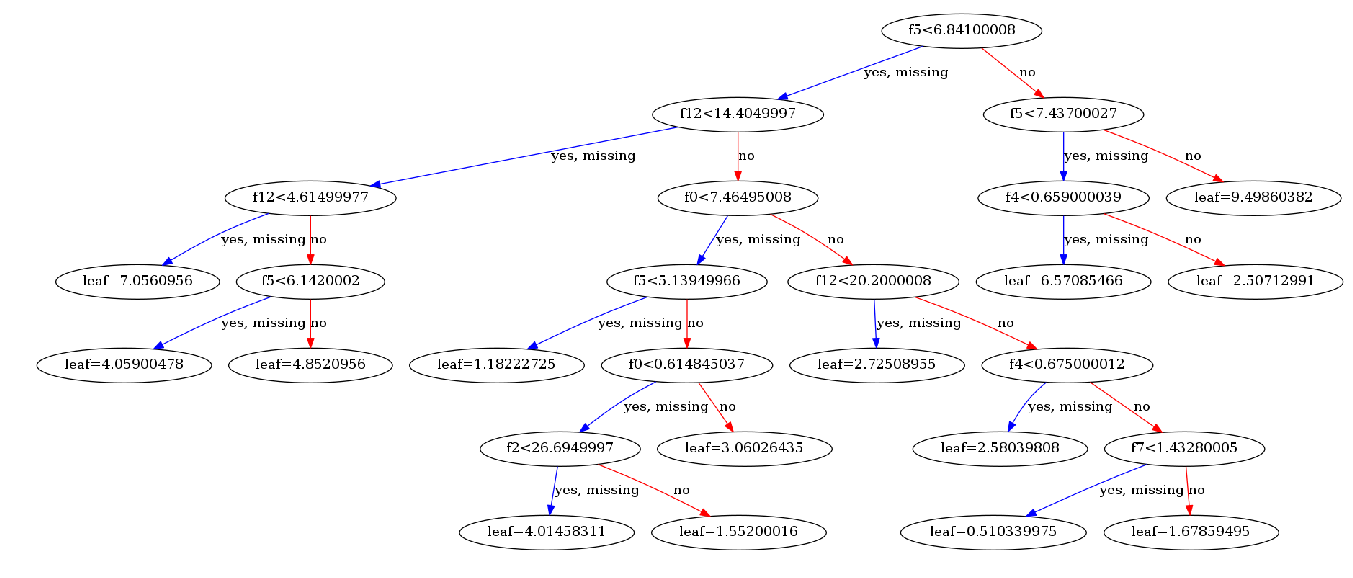 f5<6.84100008
yes, missing
no
f12<14.4049997
f5<7.43700027
yes, missing
no
yes, missing
no
f12<4.61499977
f0<7.46495008
f4<0.659000039
leaf=9.49860382
yes, missing
no
yes, missing
no
yes, missing
no
leaf=7.0560956
f5<6.1420002
f5<5.13949966
f12<20.2000008
leaf=6.57085466
leaf=2.50712991
yes, missing
no
yes, missing
no
yes, missing
no
leaf=4.05900478
leaf=4.8520956
leaf=1.18222725
f0<0.614845037
leaf=2.72508955
f4<0.675000012
yes, missing
no
yes, missing
no
f2<26.6949997
leaf=3.06026435
leaf=2.58039808
f7<1.43280005
yes, missing
no
yes, missing
no
leaf=4.01458311
leaf=1.55200016
leaf=0.510339975
leaf=1.67859495